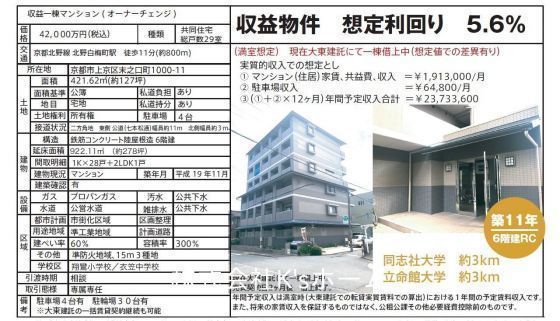 収益一棟マンション(オーナーチェンジ)
価格 42,000万円(税込) 種類 共同住宅 総戸数29室
交通 京都北野線 北野白梅町駅 徒歩11分(約800m)
所在地 京都市上京区末之口町1000-11
土地
面積 421.62㎡(約127坪)
基準 公簿 私道負担 あり
地目 宅地 私道持分 あり
土地権利 所有権 駐車場 4台
接道状況 二方角地 東側 公道(七本松通)幅員約11m 北側幅員約3m
建物
構造 鉄筋コンクリート陸屋根 6階建
延床面積 922.11㎡ (約278坪)
間取明細 1K×28戸+2LDK1戸
建物現況 マンション 築年月 平成19年11月
建築確認 有
設備
ガス プロパンガス 汚水 公共下水
水道 公営水道 雑排水 公共下水
区域
都市計画 市街化区域 区画整理
用途地域 準工業地域 計画道路
建ぺい率 60% 容積率 300%
その他 準防火地域、15m3種地
学校区 翔鸞小学校/衣笠中学校
引渡時期 相談
取引態様 専属専任
備考 駐車場4台有 駐輪場30台有
※大東建託の一括賃貸契約継続も可能
収益物件 想定利回り 5.6%
(満室想定) 現在大東建託にて一棟借上中(想定値での差異有り)
実質的収入での想定とし
① マンション(住居)家賃、共益費、収入 =¥1,913,000/月
② 駐車場収入 =¥64,800/月
③(①+②×12ヶ月)年間予定収入合計 =¥23,733,600
築11年
6階建RC
同志社大学 約3km
立命館大学 約3km
年間予定収入は満室時(大東建託での転貸実質賃料での算出)における1年間の予定賃料収入です。
また、将来の家賃収入を保証するものではなく、公租公課その他必要経費控除前のものです。